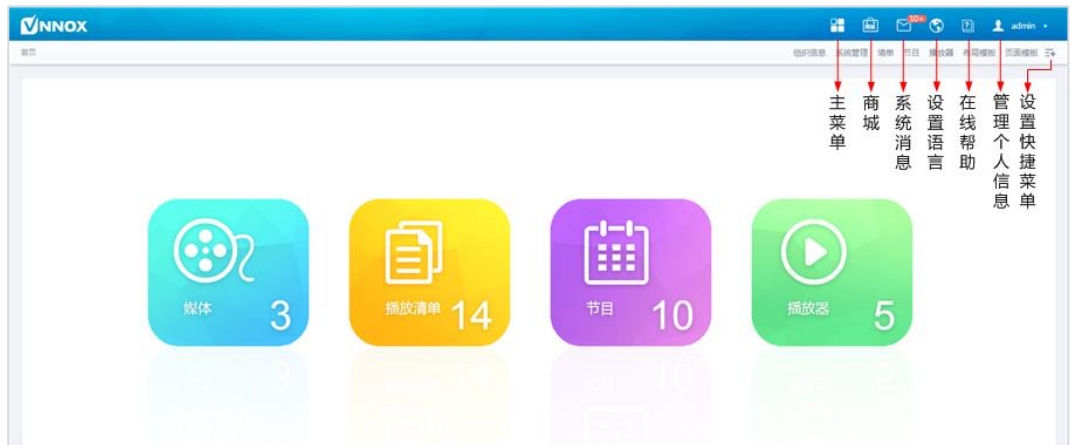 VNNOX
10+
admin
首页
组织信息 系统管理 清单 节目 播放器 布局模板 页面模板
主菜单
商城
系统消息
设置语言
在线帮助
管理个人信息
设置快捷菜单
媒体 3
播放清单 14
节目 10
播放器 5